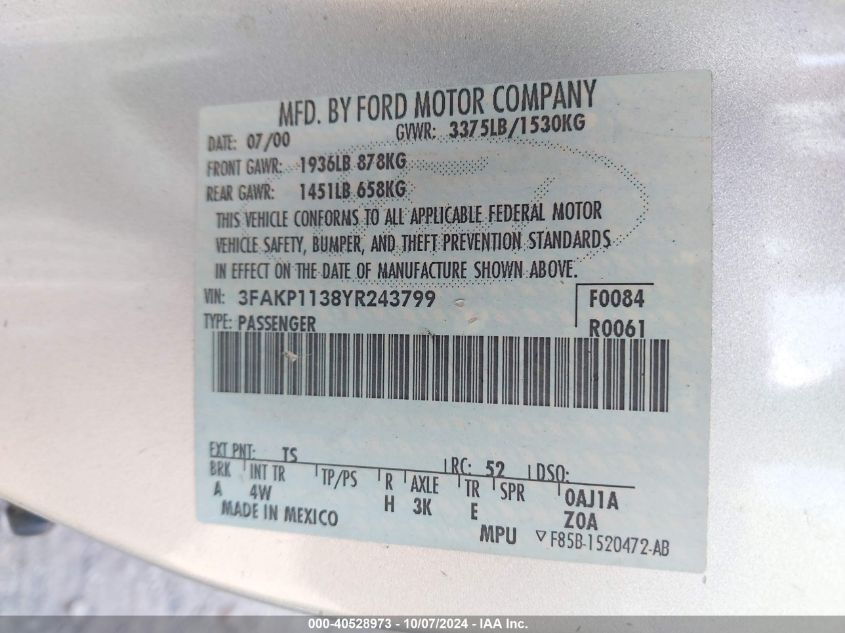 MFD. BY FORD MOTOR COMPANY
DATE: 07/00 GVWR: 3375LB/1530KG
FRONT GAWR: 1936LB 878KG
REAR GAWR: 1451LB 658KG
THIS VEHICLE CONFORMS TO ALL APPLICABLE FEDERAL MOTOR
VEHICLE SAFETY, BUMPER, AND THEFT PREVENTION STANDARDS
IN EFFECT ON THE DATE OF MANUFACTURE SHOWN ABOVE.
VIN: 3FAKP1138YR243799 F0084
TYPE: PASSENGER R0061
EXT PNT: TS RC: 52 DSO:
BRK INT TR TP/PS R AXLE TR SPR 0AJ1A
A 4W H 3K E Z0A
MADE IN MEXICO MPU ▽F85B-1520472-AB
000-40528973 - 10/07/2024 - IAA Inc.